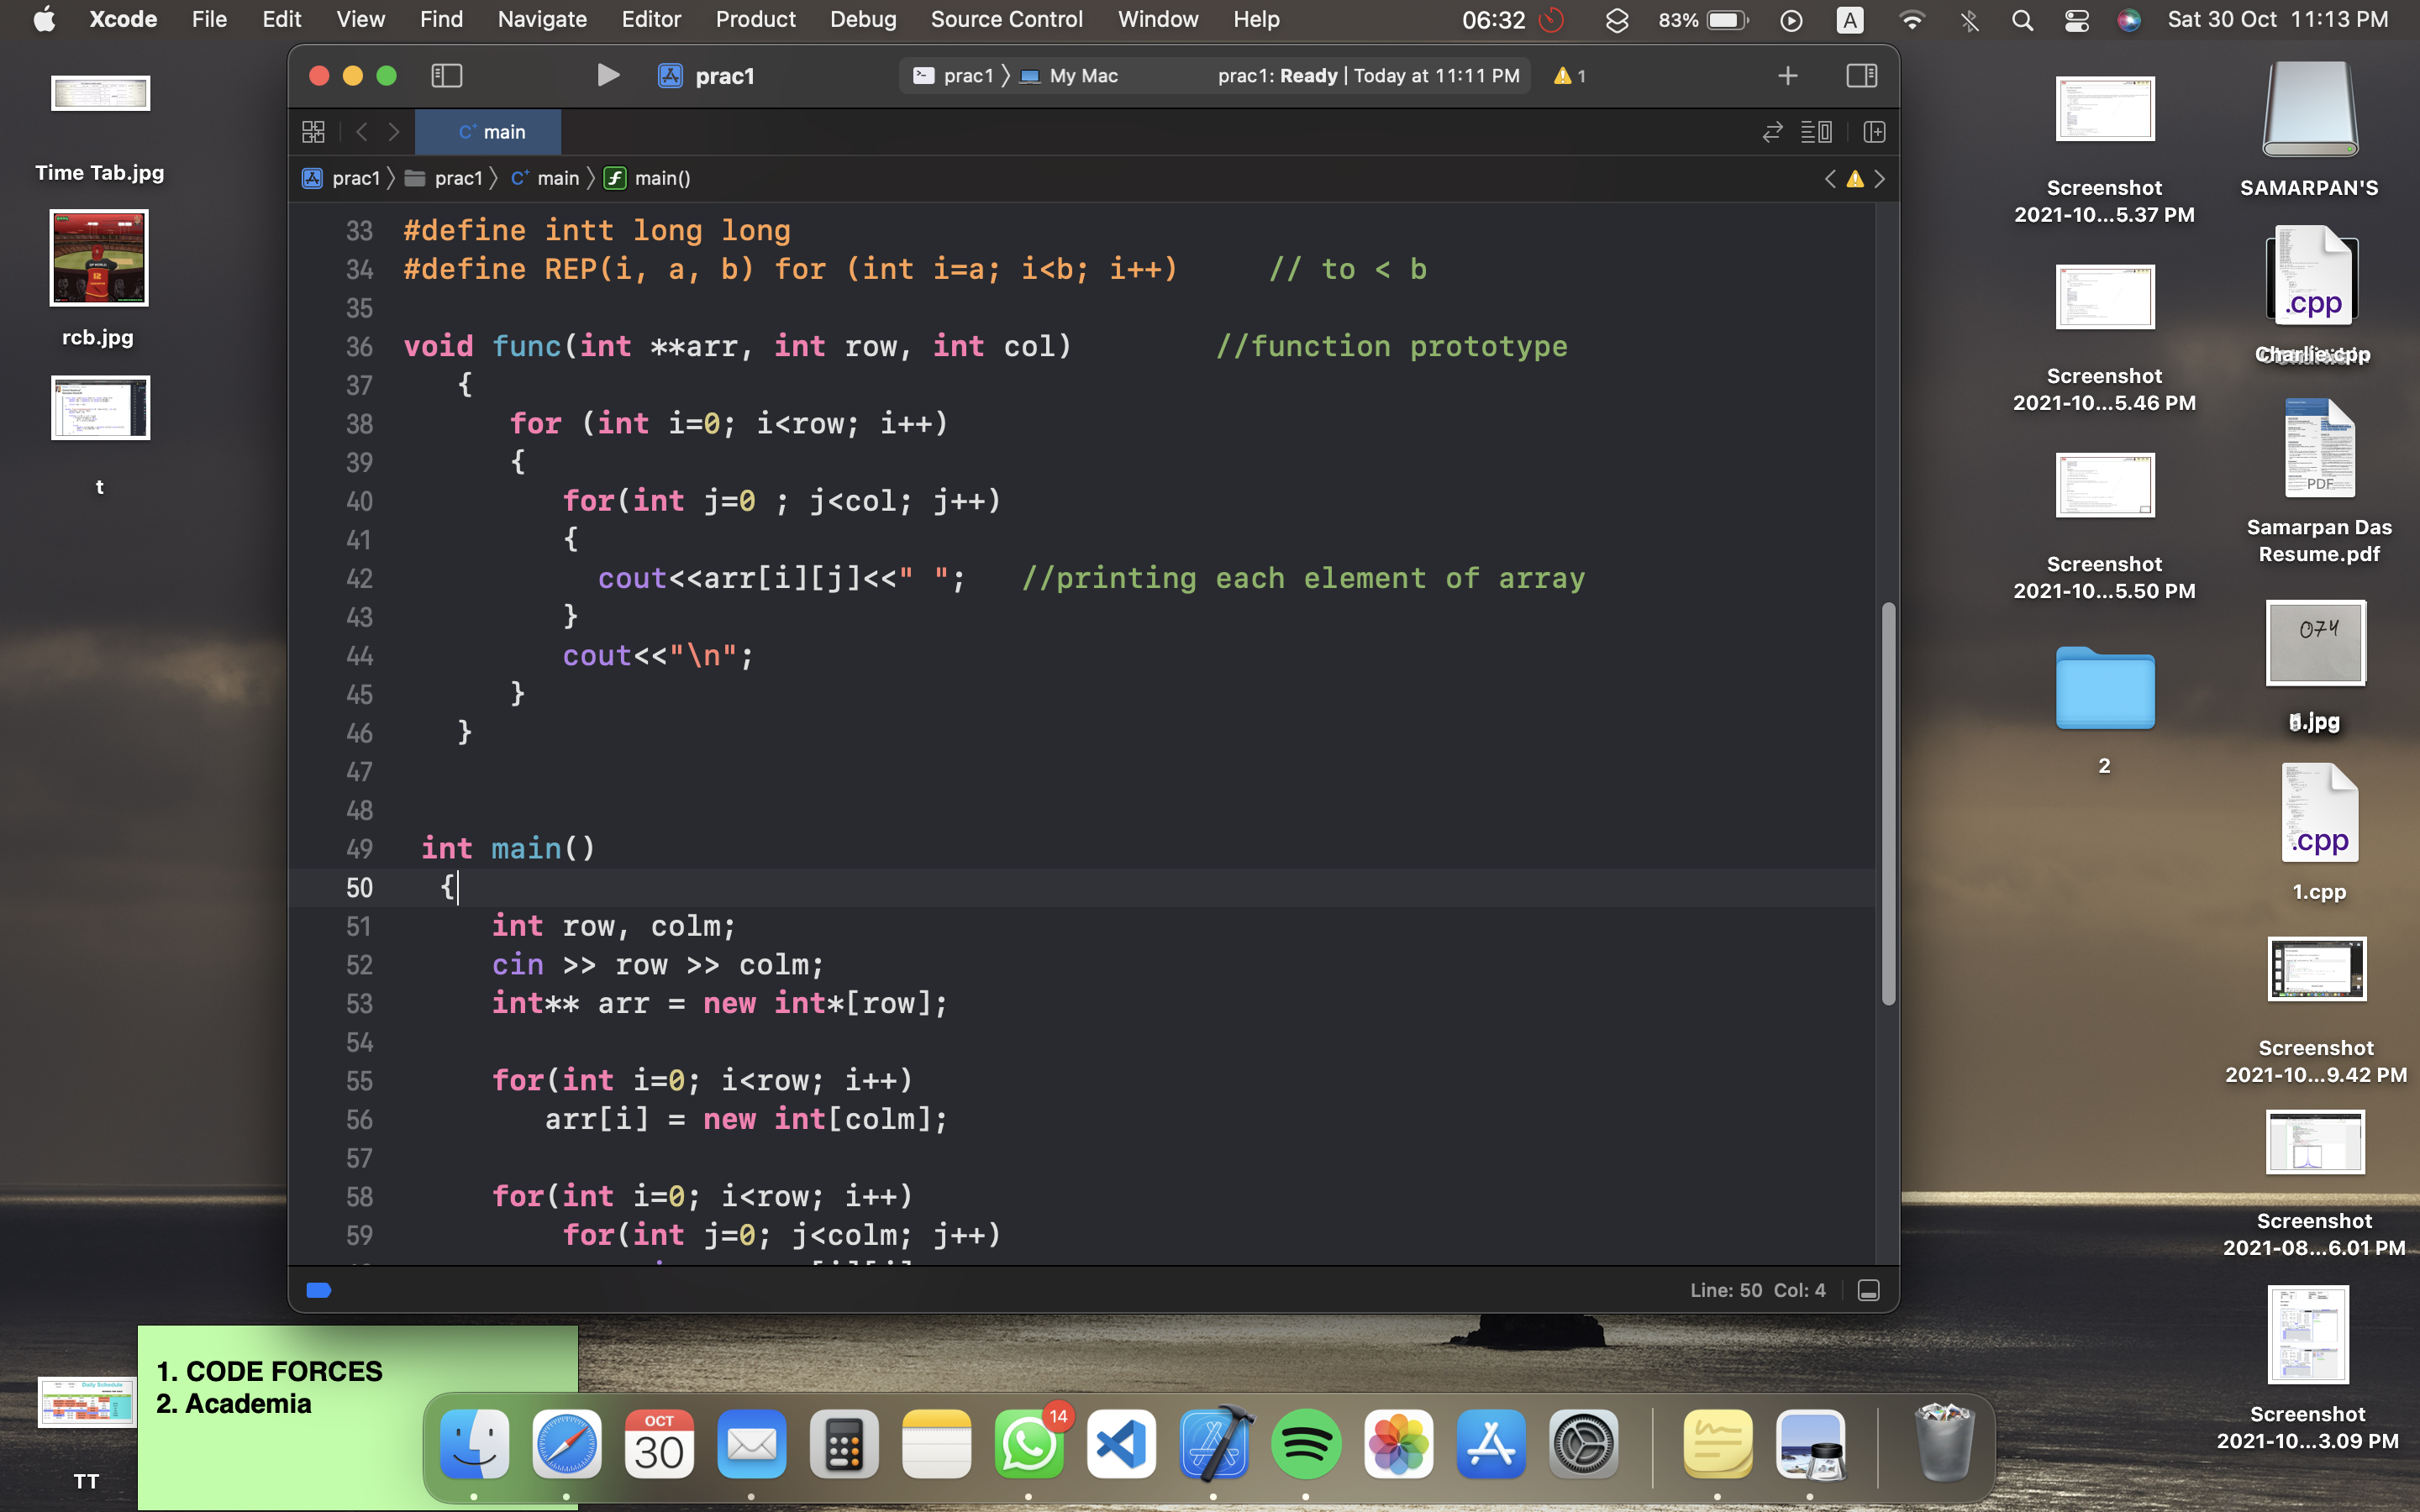 Xcode File Edit View Find Navigate Editor Product Debug Source Control Window Help 06:32 83% A Sat 30 Oct 11:13 PM
prac1 prac1 〉 My Mac prac1: Ready | Today at 11:11 PM 1
C+ main
prac1 〉 prac1 〉 C+ main 〉 f main()
33 #define intt long long
34 #define REP(i, a, b) for (int i=a; i<b; i++) // to < b
35
36 void func(int **arr, int row, int col) //function prototype
37 {
38 for (int i=0; i<row; i++)
39 {
40 for(int j=0 ; j<col; j++)
41 {
42 cout<<arr[i][j]<<" "; //printing each element of array
43 }
44 cout<<"\n";
45 }
46 }
47
48
49 int main()
50 {
51 int row, colm;
52 cin >> row >> colm;
53 int** arr = new int*[row];
54
55 for(int i=0; i<row; i++)
56 arr[i] = new int[colm];
57
58 for(int i=0; i<row; i++)
59 for(int j=0; j<colm; j++)
Line: 50 Col: 4
Time Tab.jpg
rcb.jpg
t
TT
1. CODE FORCES
2. Academia
Screenshot
2021-10...5.37 PM
Screenshot
2021-10...5.46 PM
Screenshot
2021-10...5.50 PM
2
SAMARPAN'S
.cpp
Charlie.cpp
PDF
Samarpan Das
Resume.pdf
074
.jpg
.cpp
1.cpp
Screenshot
2021-10...9.42 PM
Screenshot
2021-08...6.01 PM
Screenshot
2021-10...3.09 PM
OCT
30
14